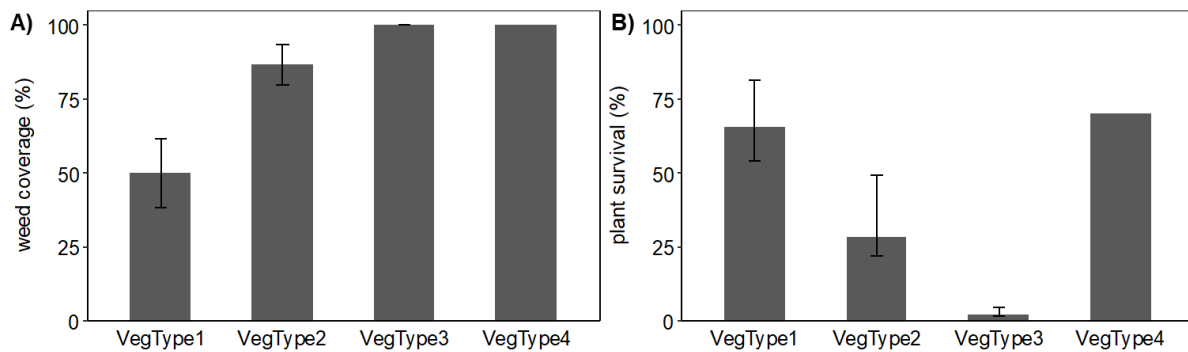 A)
weed coverage (%)
100
75
50
25
0
VegType1 VegType2 VegType3 VegType4
B)
plant survival (%)
100
75
50
25
0
VegType1 VegType2 VegType3 VegType4